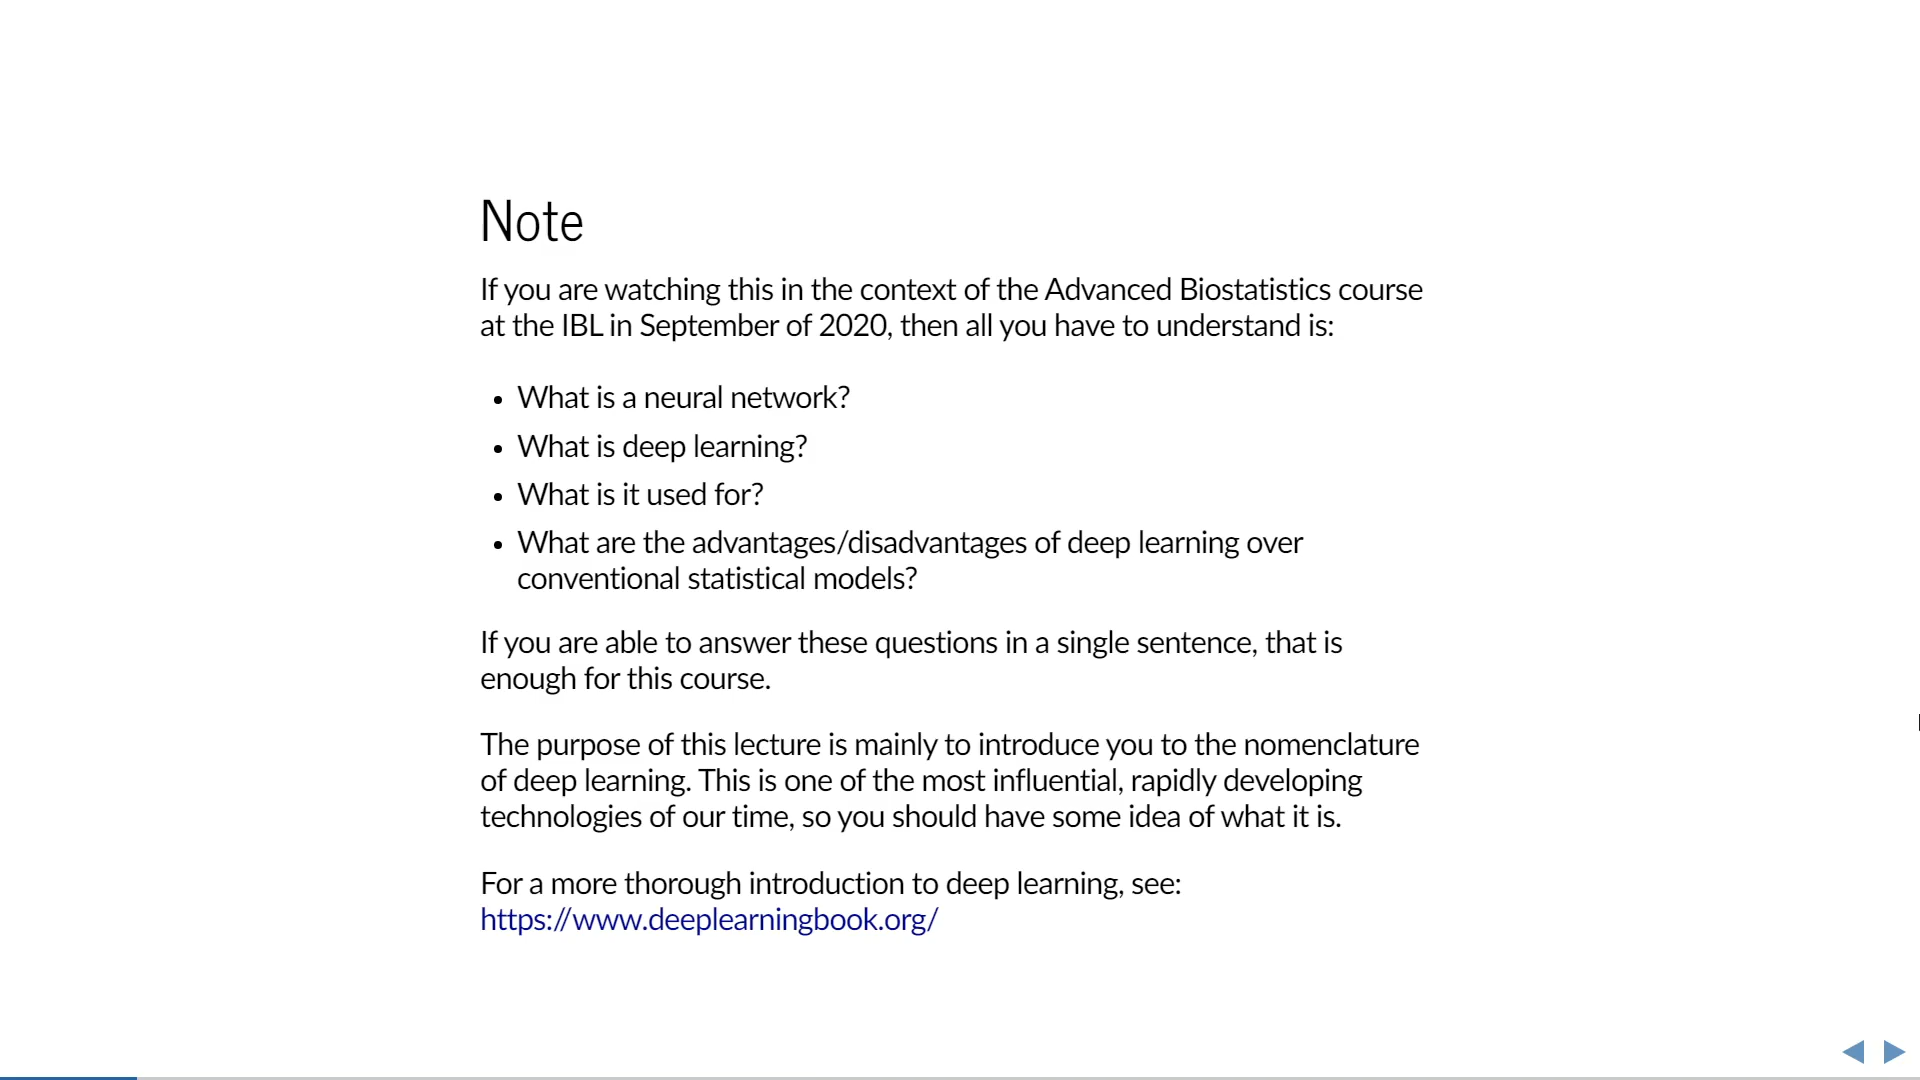 Note
If you are watching this in the context of the Advanced Biostatistics course
at the IBL in September of 2020, then all you have to understand is:
• What is a neural network?
• What is deep learning?
• What is it used for?
• What are the advantages/disadvantages of deep learning over
conventional statistical models?
If you are able to answer these questions in a single sentence, that is
enough for this course.
The purpose of this lecture is mainly to introduce you to the nomenclature
of deep learning. This is one of the most influential, rapidly developing
technologies of our time, so you should have some idea of what it is.
For a more thorough introduction to deep learning, see:
https://www.deeplearningbook.org/